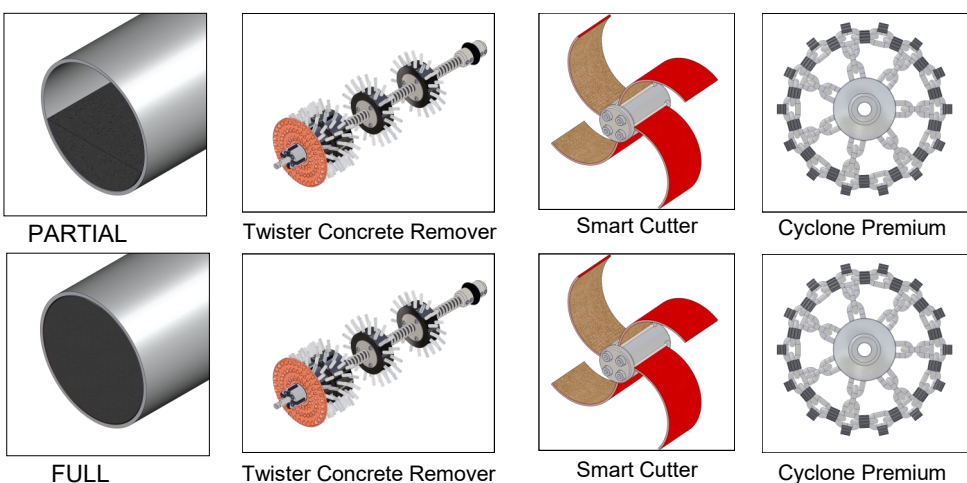 PARTIAL
Twister Concrete Remover
Smart Cutter
Cyclone Premium
FULL
Twister Concrete Remover
Smart Cutter
Cyclone Premium